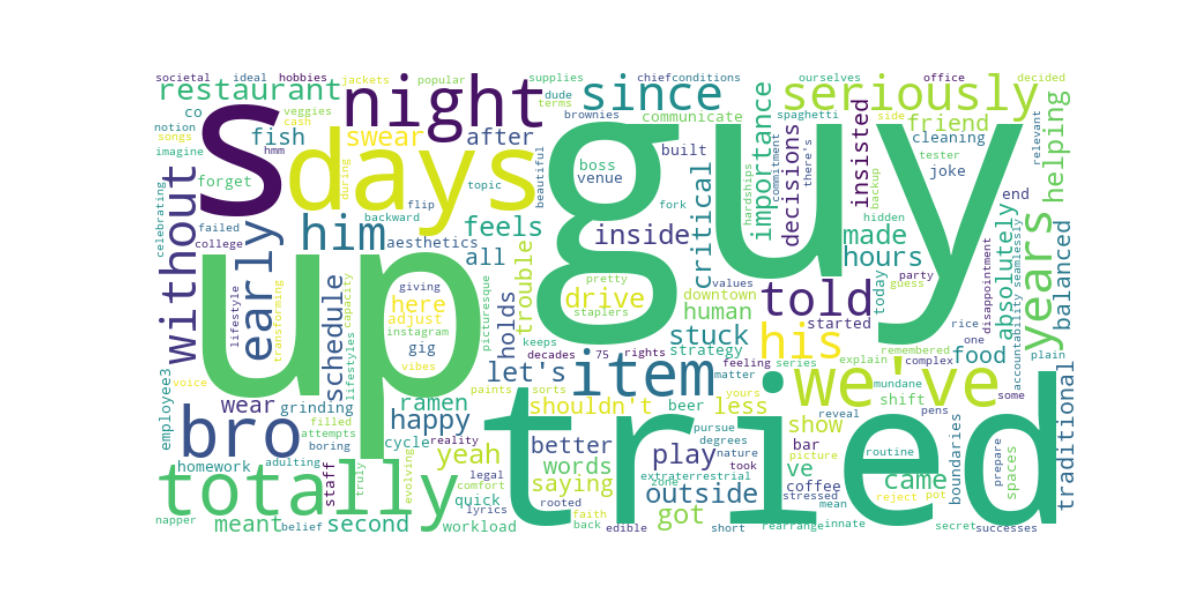 societal ideal hobbies jackets popular supplies chiefconditions ourselves office decided
restaurant night since seriously
co veggies cash dude terms brownies communicate spaghetti side friend
notion songs fish swear after built importance cleaning helping relevant
imagine hmm s days guy boss venue decisions commitment there's insisted backup tester joke
forget during topic beautiful fork hardships hidden end
without early him flip backward feels inside critical made absolutely years balanced
celebrating failed college aesthetics all human hours today party
lifestyle transforming schedule capacity up giving here adjust picturesque holds trouble pretty drive staplers downtown values told guess disappointment seamlessly accountability
instagram gig vibes keeps decades 75 rights stuck strategy started his remembered rice one food plain
lifestyles let's item feeling series matter explain complex we've mundane some
employee3 voice bro wear grinding ramen paints sorts shouldn't beer less yours show shift pens traditional
filled attempts happy cycle tried pursue reveal
boring reality yeah better words play degrees nature bar picture routine boundaries prepare spaces
homework adulting staff truly evolving legal comfort zone extraterrestrial took ve came
totally quick saying outside coffee stressed reject pot
lyrics rooted faith got mean
napper meant belief second workload back edible short rearrange innate secret successes